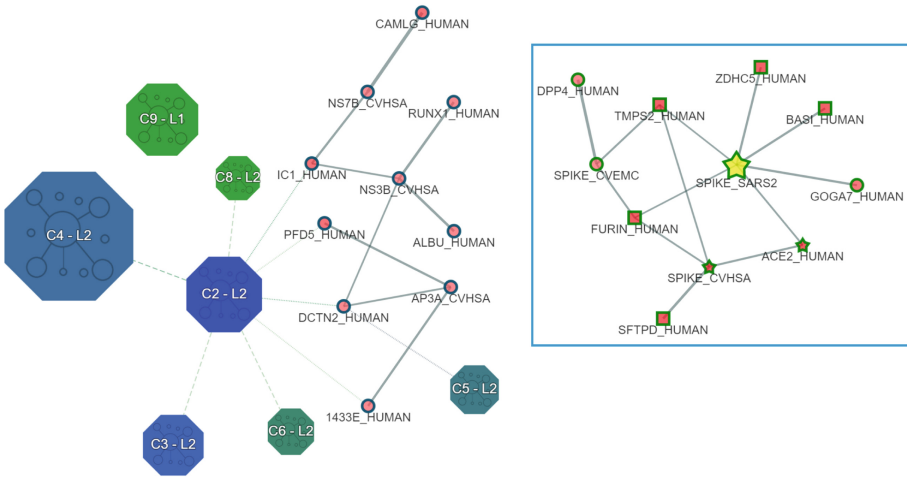 CAMLG_HUMAN
NS7B_CVHSA
RUNX1_HUMAN
C9 - L1
C8 - L2
IC1_HUMAN
NS3B_CVHSA
C4 - L2
PFD5_HUMAN
ALBU_HUMAN
C2 - L2
AP3A_CVHSA
DCTN2_HUMAN
C5 - L2
1433E_HUMAN
C3 - L2
C6 - L2
ZDHC5_HUMAN
DPP4_HUMAN
TMPS2_HUMAN
BASI_HUMAN
SPIKE_CVEMC
SPIKE_SARS2
GOGA7_HUMAN
FURIN_HUMAN
ACE2_HUMAN
SPIKE_CVHSA
SFTPD_HUMAN